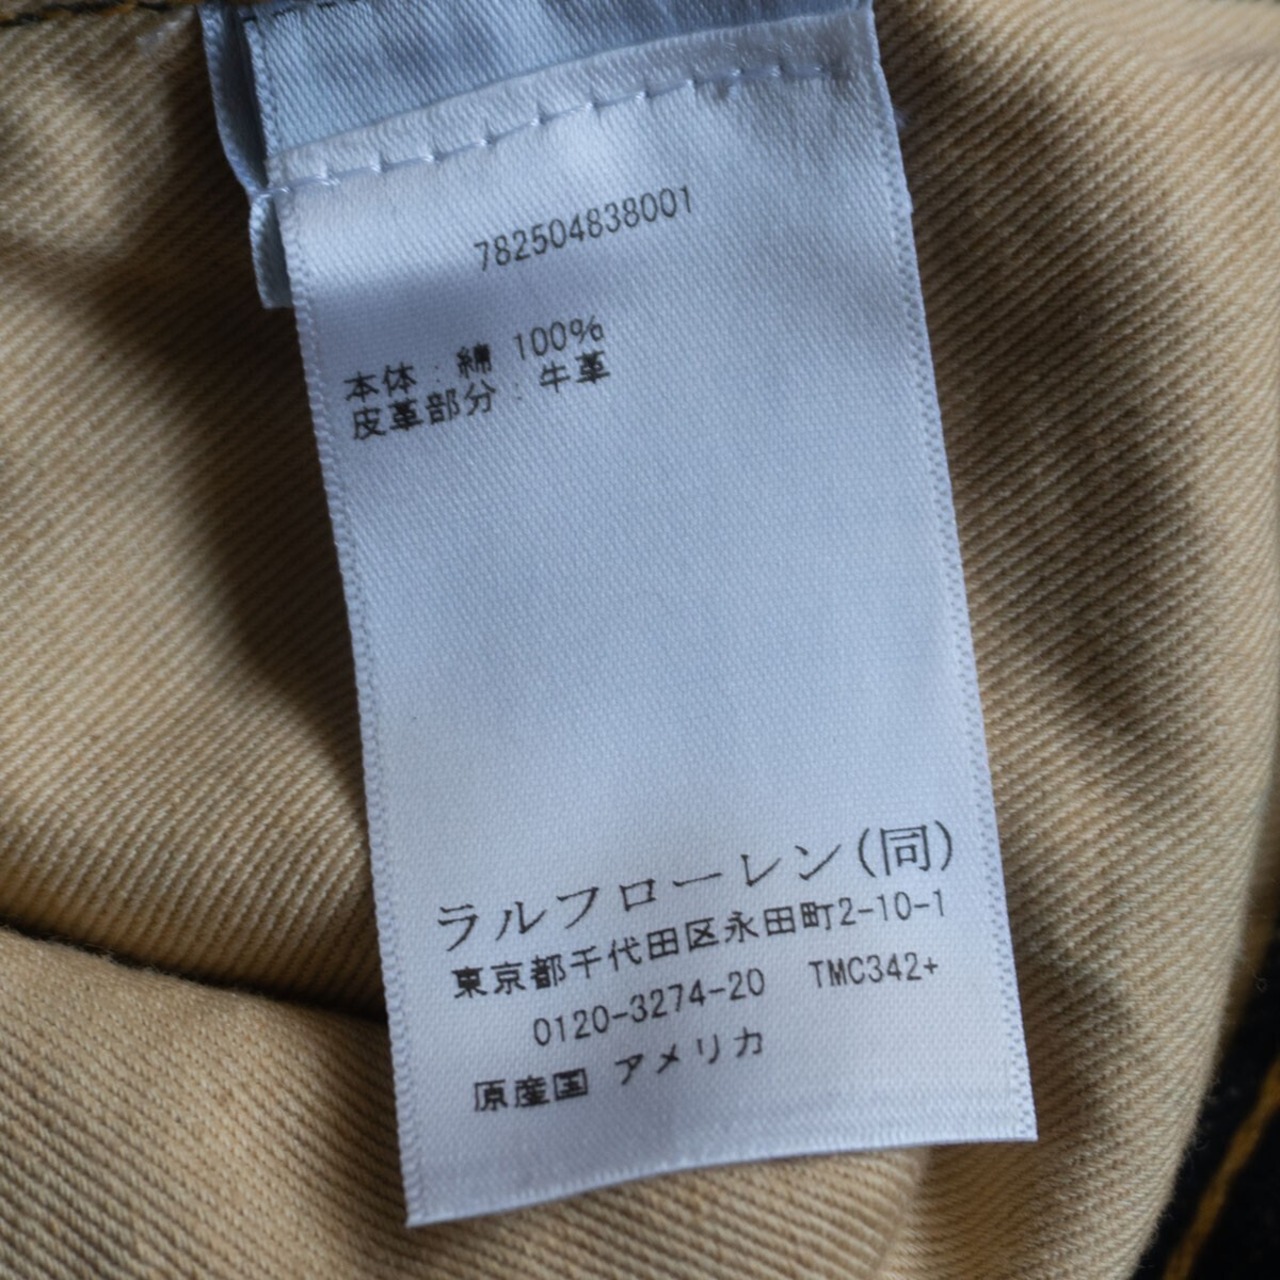 782504838001
本体:綿 100%
皮革部分:牛革
ラルフローレン(同)
東京都千代田区永田町2-10-1
0120-3274-20 TMC342+
原産国 アメリカ